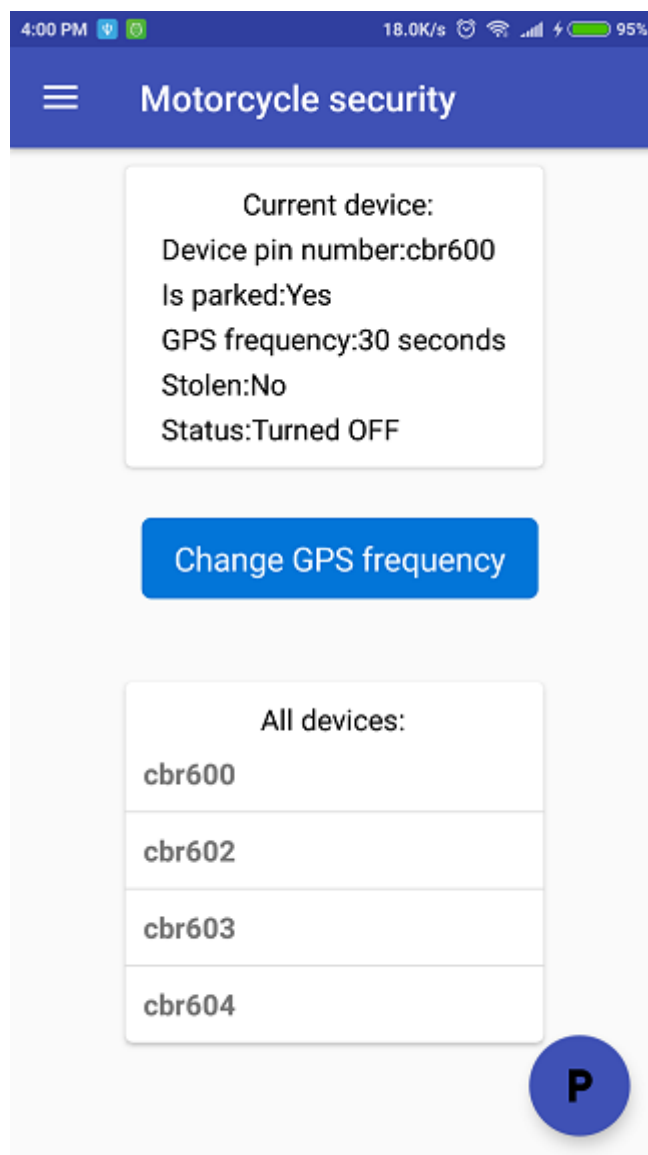 4:00 PM 18.0K/s 95%
Motorcycle security
Current device:
Device pin number:cbr600
Is parked:Yes
GPS frequency:30 seconds
Stolen:No
Status:Turned OFF
Change GPS frequency
All devices:
cbr600
cbr602
cbr603
cbr604
P